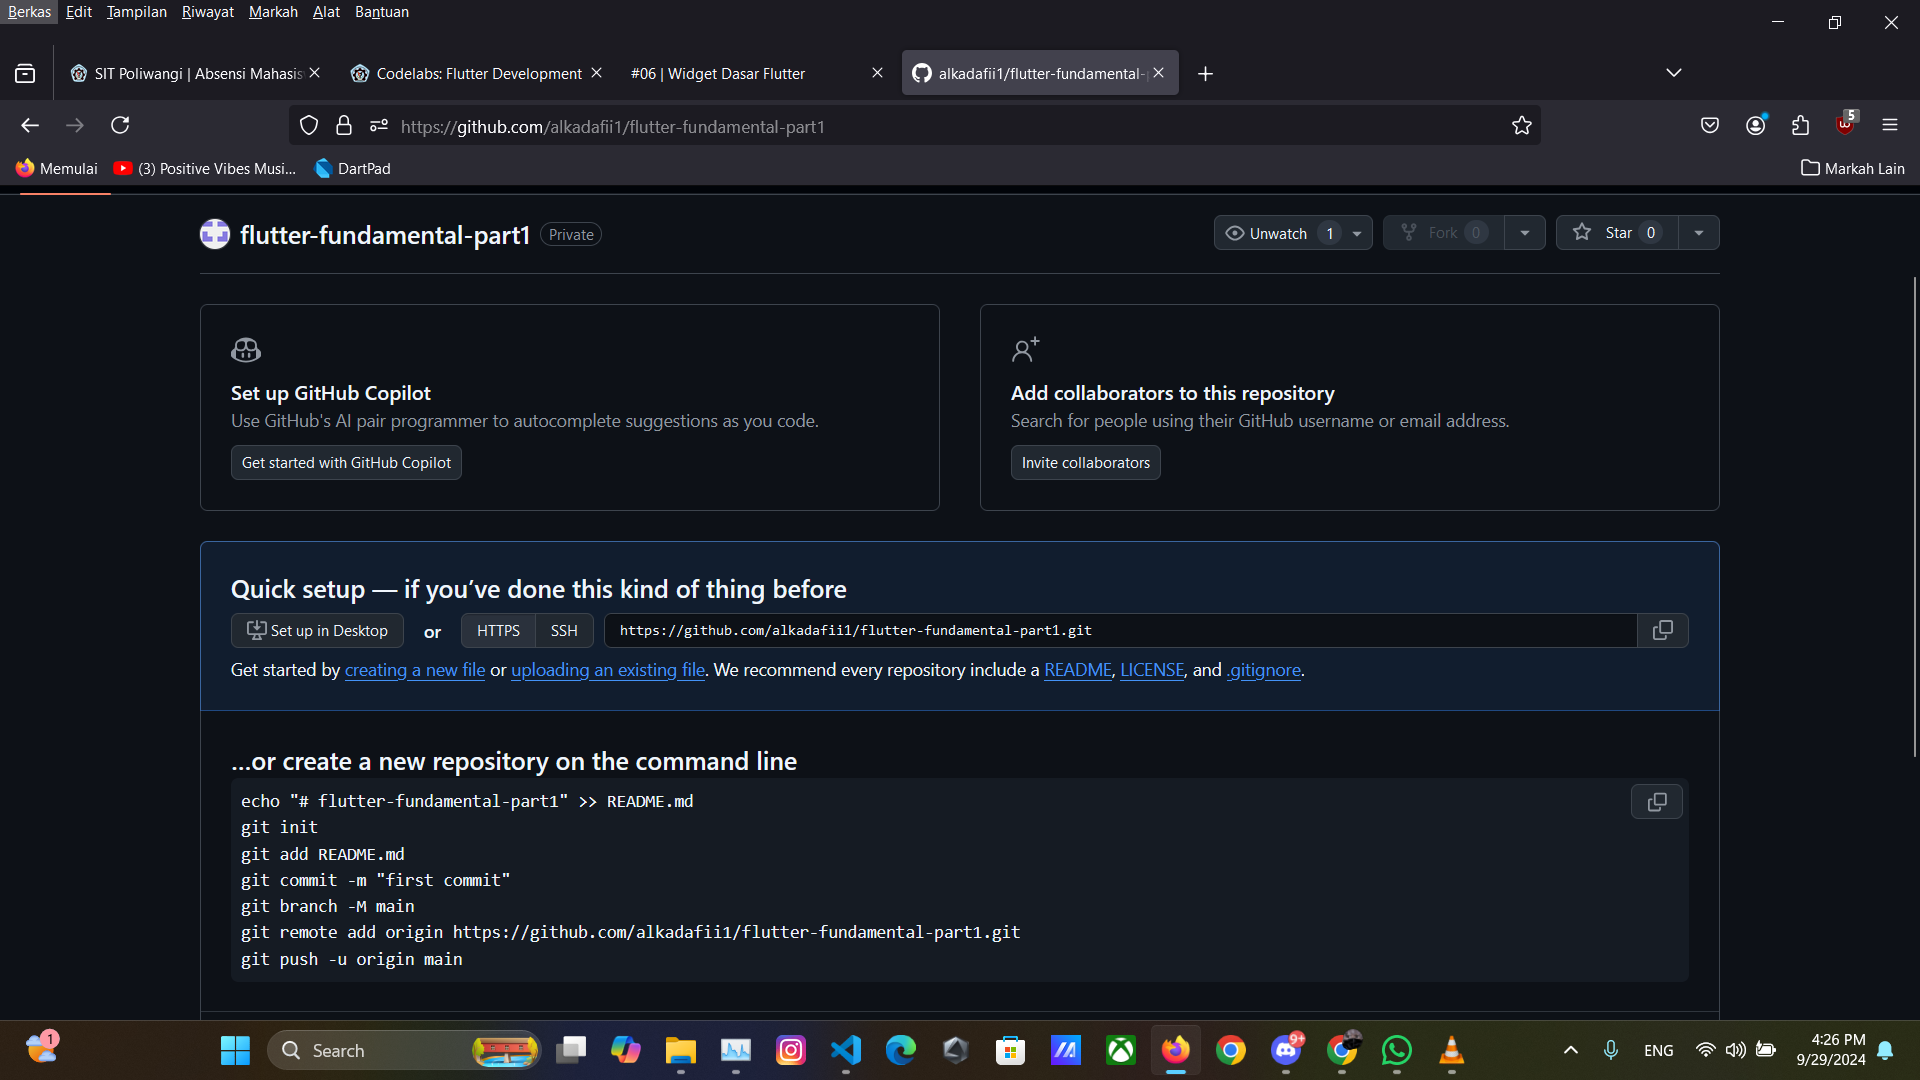 Berkas Edit Tampilan Riwayat Markah Alat Bantuan
SIT Poliwangi | Absensi Mahasis
Codelabs: Flutter Development
#06 | Widget Dasar Flutter
alkadafii1/flutter-fundamental-
https://github.com/alkadafii1/flutter-fundamental-part1
5
Memulai
(3) Positive Vibes Musi...
DartPad
Markah Lain
flutter-fundamental-part1 Private
Unwatch 1
Fork 0
Star 0
Set up GitHub Copilot
Use GitHub's AI pair programmer to autocomplete suggestions as you code.
Get started with GitHub Copilot
Add collaborators to this repository
Search for people using their GitHub username or email address.
Invite collaborators
Quick setup — if you’ve done this kind of thing before
Set up in Desktop or HTTPS SSH https://github.com/alkadafii1/flutter-fundamental-part1.git
Get started by creating a new file or uploading an existing file. We recommend every repository include a README, LICENSE, and .gitignore.
…or create a new repository on the command line
echo "# flutter-fundamental-part1" >> README.md
git init
git add README.md
git commit -m "first commit"
git branch -M main
git remote add origin https://github.com/alkadafii1/flutter-fundamental-part1.git
git push -u origin main
1
Search
9+
ENG
4:26 PM
9/29/2024